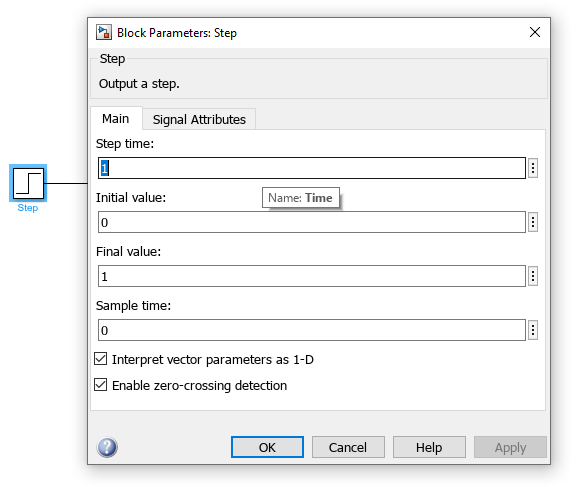 Block Parameters: Step
Step
Output a step.
Main
Signal Attributes
Step time:
1
Name: Time
Initial value:
0
Final value:
1
Sample time:
0
Interpret vector parameters as 1-D
Enable zero-crossing detection
OK
Cancel
Help
Apply
Step